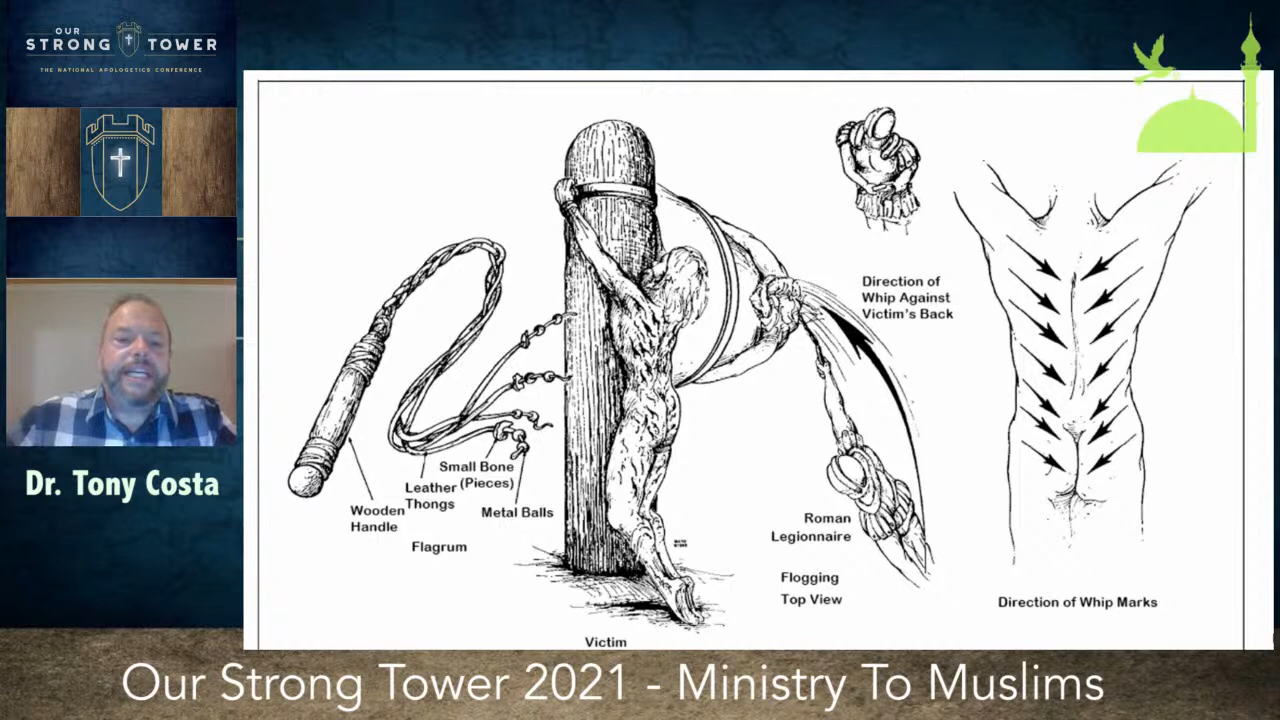 OUR
STRONG TOWER
THE NATIONAL APOLOGETICS CONFERENCE
Dr. Tony Costa
Small Bone
(Pieces)
Leather
Thongs
Wooden
Handle
Metal Balls
Flagrum
Victim
Direction of
Whip Against
Victim's Back
Roman
Legionnaire
Flogging
Top View
Direction of Whip Marks
Our Strong Tower 2021 - Ministry To Muslims